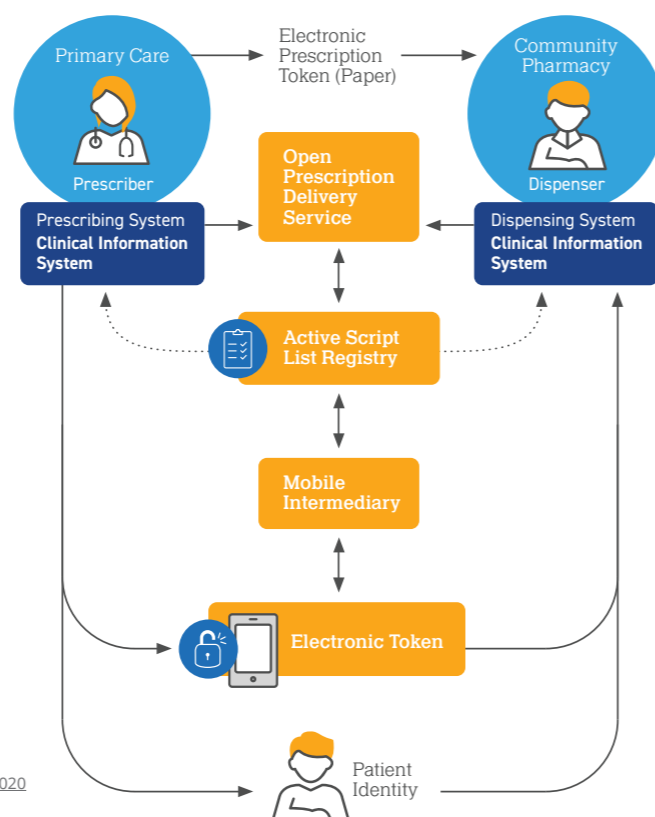 Primary Care
Electronic
Prescription
Token (Paper)
Community
Pharmacy
Prescriber
Dispenser
Open
Prescription
Delivery
Service
Prescribing System
Clinical Information
System
Dispensing System
Clinical Information
System
Active Script
List Registry
Mobile
Intermediary
Electronic Token
Patient
Identity
020